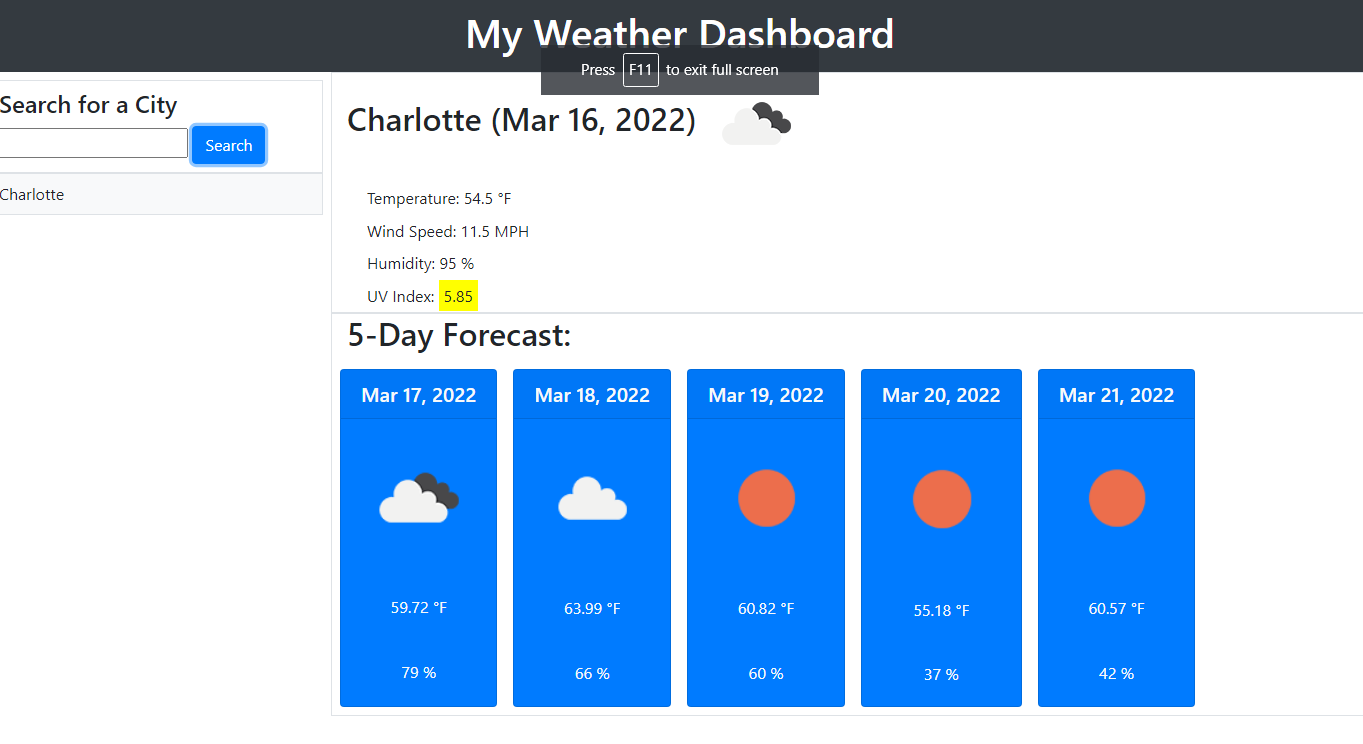 My Weather Dashboard
Press F11 to exit full screen
Search for a City
Search
Charlotte
Charlotte (Mar 16, 2022)
Temperature: 54.5 °F
Wind Speed: 11.5 MPH
Humidity: 95 %
UV Index: 5.85
5-Day Forecast:
Mar 17, 2022
59.72 °F
79 %
Mar 18, 2022
63.99 °F
66 %
Mar 19, 2022
60.82 °F
60 %
Mar 20, 2022
55.18 °F
37 %
Mar 21, 2022
60.57 °F
42 %